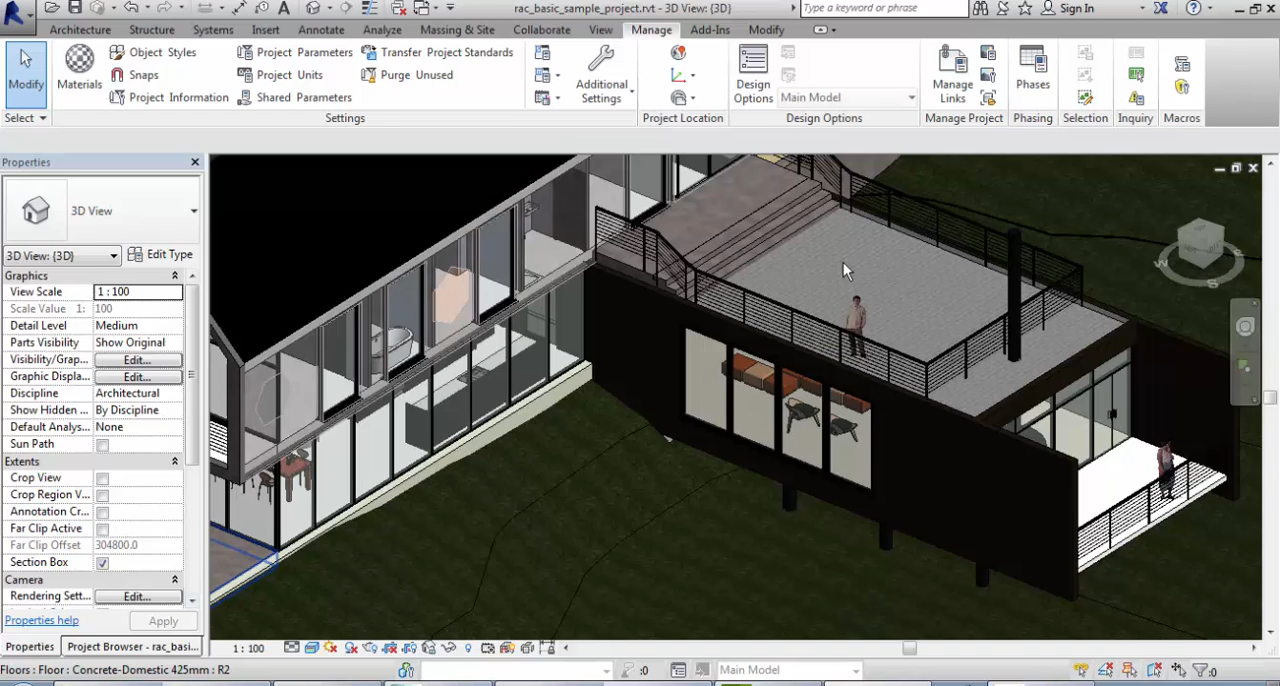 rac_basic_sample_project.rvt - 3D View: {3D}
Type a keyword or phrase
Sign In
Architecture Structure Systems Insert Annotate Analyze Massing & Site Collaborate View Manage Add-Ins Modify
Modify
Materials
Object Styles
Snaps
Project Information
Project Parameters
Project Units
Shared Parameters
Transfer Project Standards
Purge Unused
Additional
Settings
Design
Options
Main Model
Manage
Links
Phases
Select
Settings
Project Location
Design Options
Manage Project
Phasing
Selection
Inquiry
Macros
Properties
3D View
3D View: {3D}
Edit Type
Graphics
View Scale 1 : 100
Scale Value 1: 100
Detail Level Medium
Parts Visibility Show Original
Visibility/Grap... Edit...
Graphic Displa... Edit...
Discipline Architectural
Show Hidden ... By Discipline
Default Analys... None
Sun Path
Extents
Crop View
Crop Region V...
Annotation Cr...
Far Clip Active
Far Clip Offset 304800.0
Section Box
Camera
Rendering Sett... Edit...
Properties help
Apply
Properties
Project Browser - rac_basi...
1 : 100
Floors : Floor : Concrete-Domestic 425mm : R2
:0
Main Model
:0
W
S